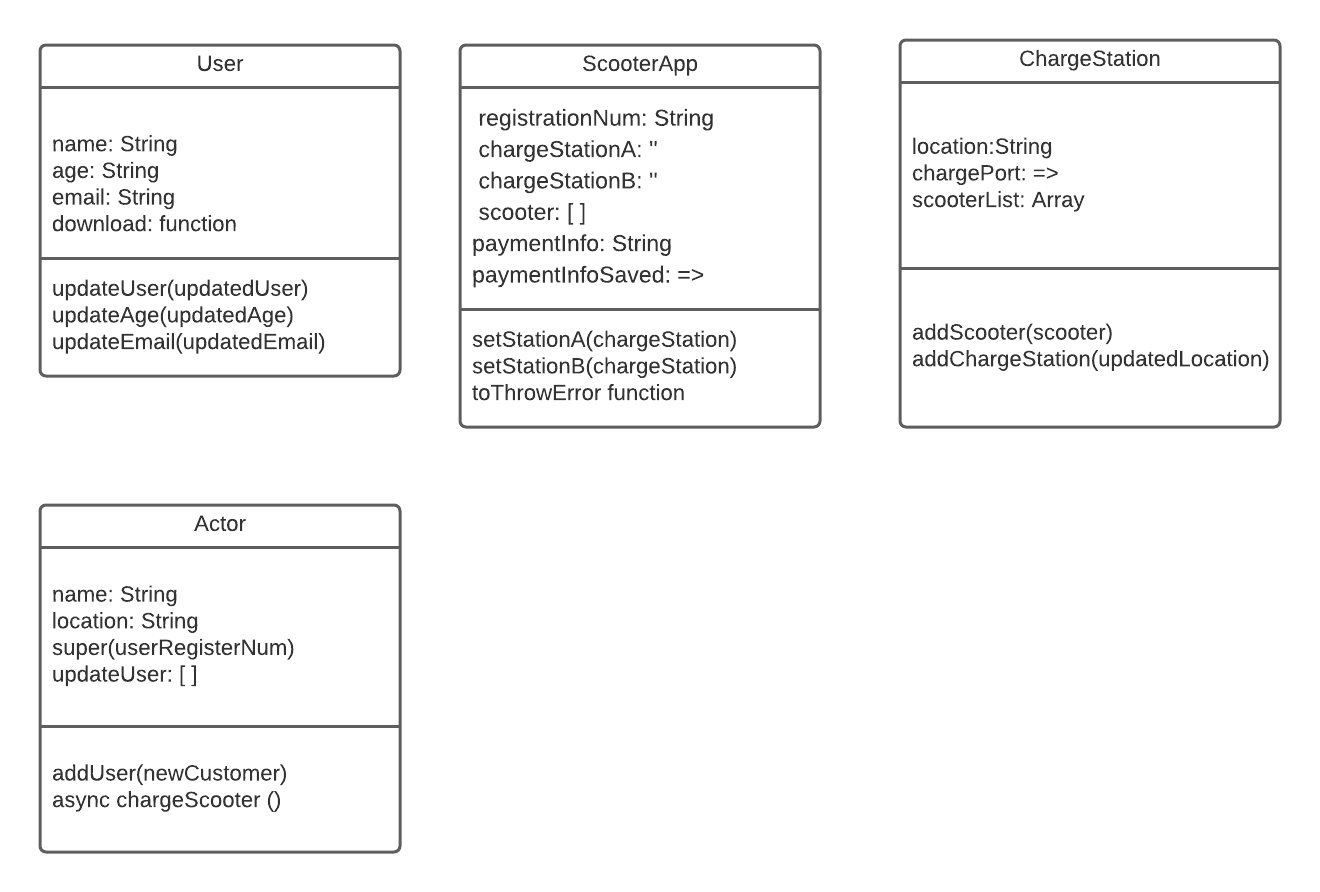 User
name: String
age: String
email: String
download: function
updateUser(updatedUser)
updateAge(updatedAge)
updateEmail(updatedEmail)
ScooterApp
registrationNum: String
chargeStationA: "
chargeStationB: "
scooter: [ ]
paymentInfo: String
paymentInfoSaved: =>
setStationA(chargeStation)
setStationB(chargeStation)
toThrowError function
ChargeStation
location:String
chargePort: =>
scooterList: Array
addScooter(scooter)
addChargeStation(updatedLocation)
Actor
name: String
location: String
super(userRegisterNum)
updateUser: [ ]
addUser(newCustomer)
async chargeScooter ()